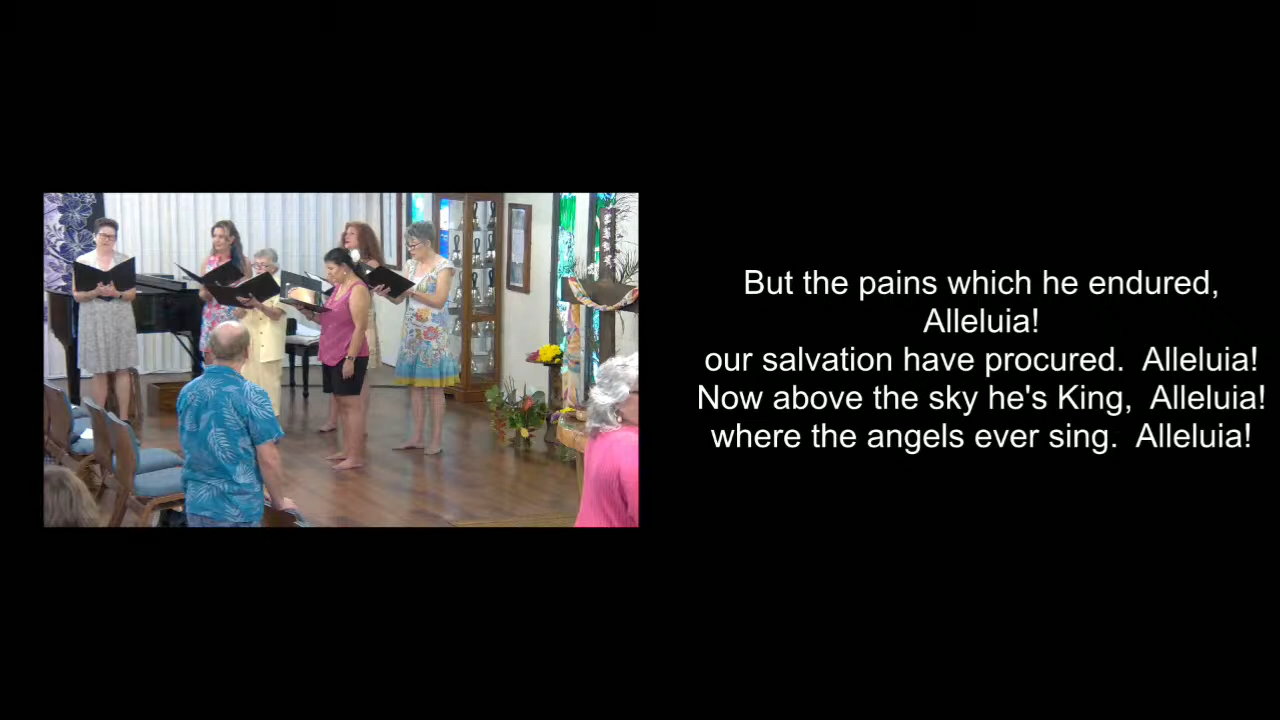 But the pains which he endured,
Alleluia!
our salvation have procured.  Alleluia!
Now above the sky he's King,  Alleluia!
where the angels ever sing.  Alleluia!